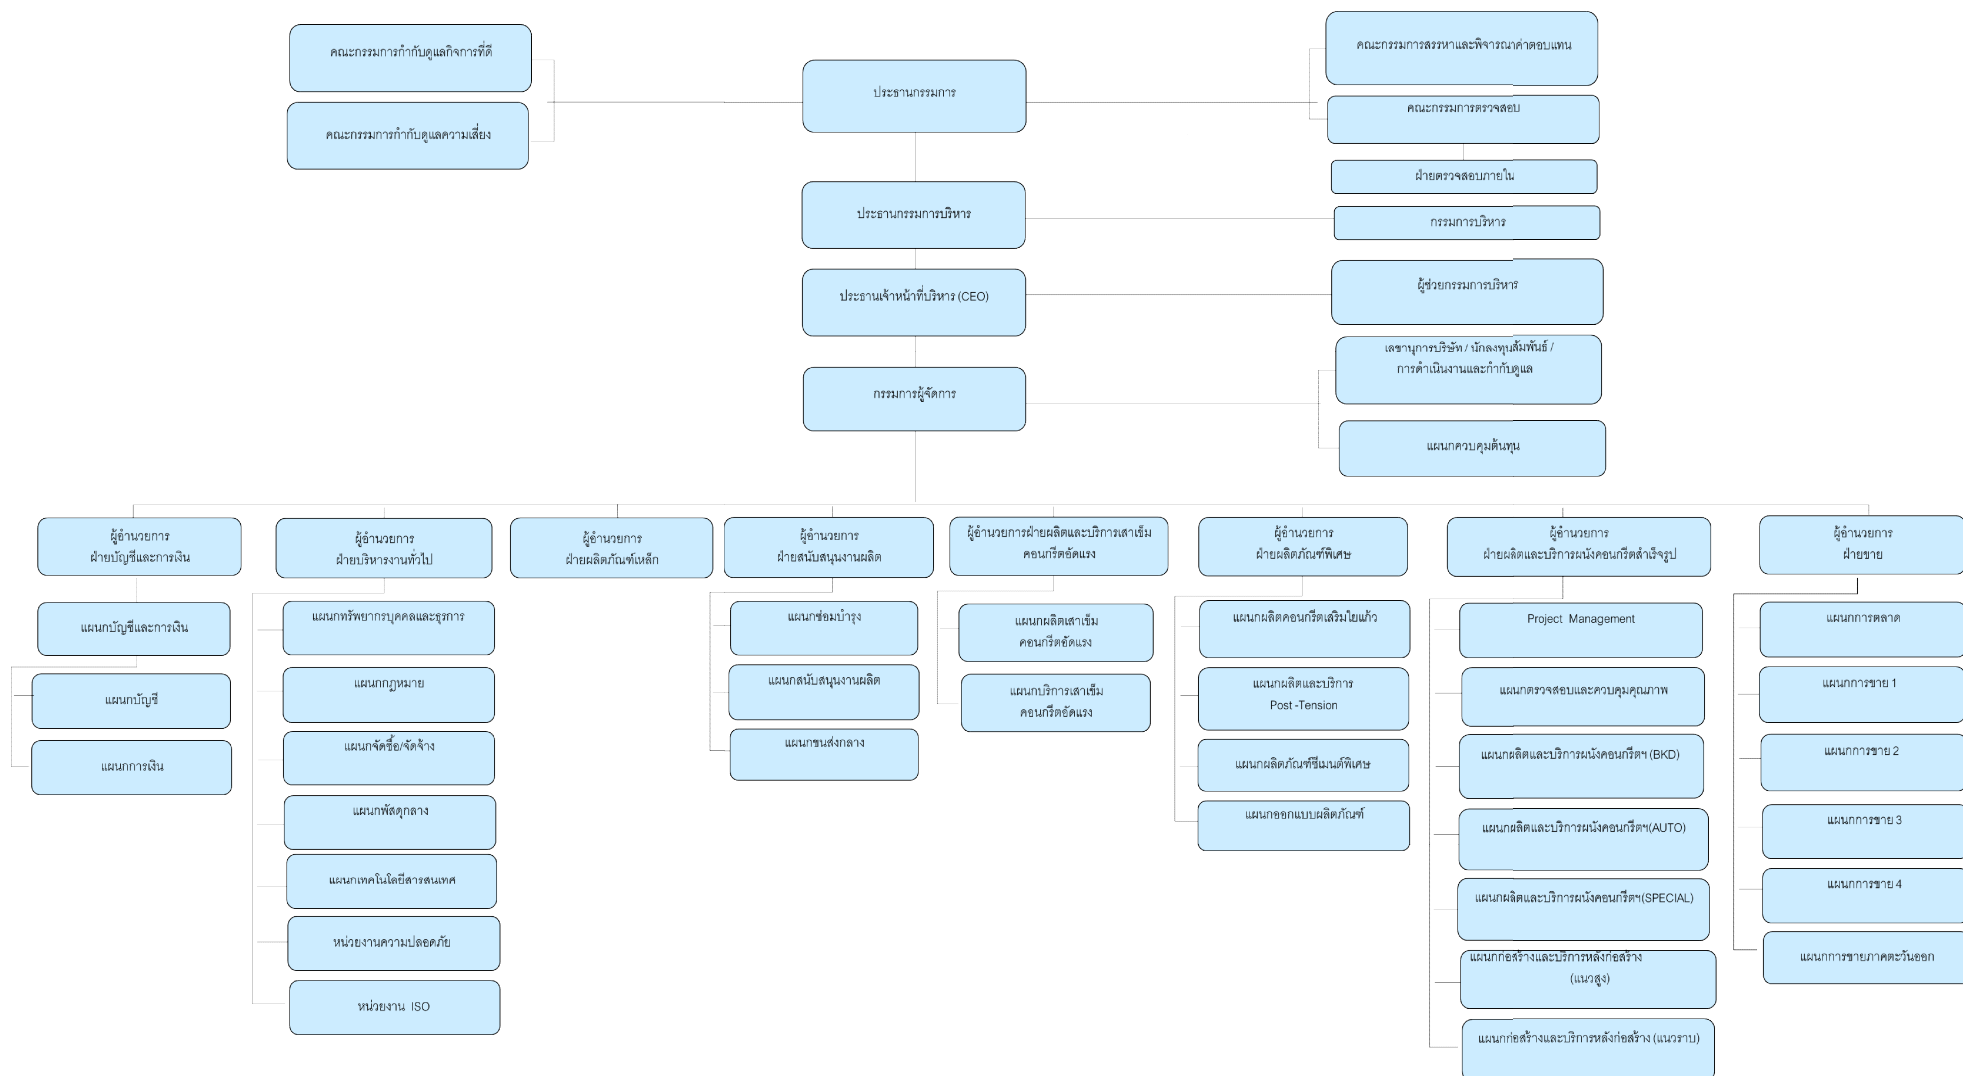 คณะกรรมการกำกับดูแลกิจการที่ดี
คณะกรรมการกำกับดูแลความเสี่ยง
ประธานกรรมการ
คณะกรรมการสรรหาและพิจารณาค่าตอบแทน
คณะกรรมการตรวจสอบ
ฝ่ายตรวจสอบภายใน
ประธานกรรมการบริหาร
กรรมการบริหาร
ประธานเจ้าหน้าที่บริหาร (CEO)
ผู้ช่วยกรรมการบริหาร
กรรมการผู้จัดการ
เลขานุการบริษัท / นักลงทุนสัมพันธ์ /
การดำเนินงานและกำกับดูแล
แผนกควบคุมต้นทุน
ผู้อำนวยการ
ฝ่ายบัญชีและการเงิน
แผนกบัญชีและการเงิน
แผนกบัญชี
แผนกการเงิน
ผู้อำนวยการ
ฝ่ายบริหารงานทั่วไป
แผนกทรัพยากรบุคคลและธุรการ
แผนกกฎหมาย
แผนกจัดซื้อ/จัดจ้าง
แผนกพัสดุกลาง
แผนกเทคโนโลยีสารสนเทศ
หน่วยงานความปลอดภัย
หน่วยงาน ISO
ผู้อำนวยการ
ฝ่ายผลิตภัณฑ์เหล็ก
ผู้อำนวยการ
ฝ่ายสนับสนุนงานผลิต
แผนกซ่อมบำรุง
แผนกสนับสนุนงานผลิต
แผนกขนส่งกลาง
ผู้อำนวยการฝ่ายผลิตและบริการเสาเข็ม
คอนกรีตอัดแรง
แผนกผลิตเสาเข็ม
คอนกรีตอัดแรง
แผนกบริการเสาเข็ม
คอนกรีตอัดแรง
ผู้อำนวยการ
ฝ่ายผลิตภัณฑ์พิเศษ
แผนกผลิตคอนกรีตเสริมใยแก้ว
แผนกผลิตและบริการ
Post-Tension
แผนกผลิตภัณฑ์ซีเมนต์พิเศษ
แผนกออกแบบผลิตภัณฑ์
ผู้อำนวยการ
ฝ่ายผลิตและบริการผนังคอนกรีตสำเร็จรูป
Project Management
แผนกตรวจสอบและควบคุมคุณภาพ
แผนกผลิตและบริการผนังคอนกรีตฯ (BKD)
แผนกผลิตและบริการผนังคอนกรีตฯ(AUTO)
แผนกผลิตและบริการผนังคอนกรีตฯ(SPECIAL)
แผนกก่อสร้างและบริการหลังก่อสร้าง
(แนวสูง)
แผนกก่อสร้างและบริการหลังก่อสร้าง (แนวราบ)
ผู้อำนวยการ
ฝ่ายขาย
แผนกการตลาด
แผนกการขาย 1
แผนกการขาย 2
แผนกการขาย 3
แผนกการขาย 4
แผนกการขายภาคตะวันออก